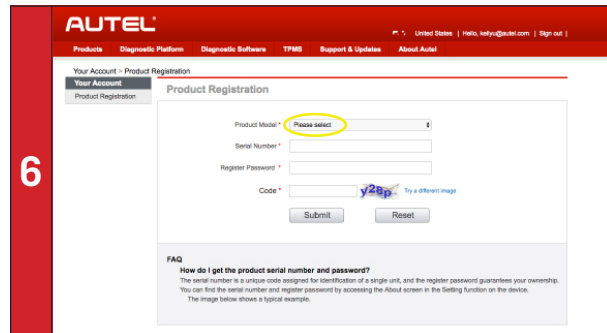 6
AUTEL
United States | Hello, kellyu@autel.com | Sign out |
Products Diagnostic Platform Diagnostic Software TPMS Support & Updates About Autel
Your Account > Product Registration
Your Account
Product Registration
Product Registration
Product Model * Please select
Serial Number *
Register Password *
Code * y28p Try a different image
Submit Reset
FAQ
How do I get the product serial number and password?
The serial number is a unique code assigned for identification of a single unit, and the register password guarantees your ownership.
You can find the serial number and register password by accessing the About screen in the Setting function on the device.
The image below shows a typical example.